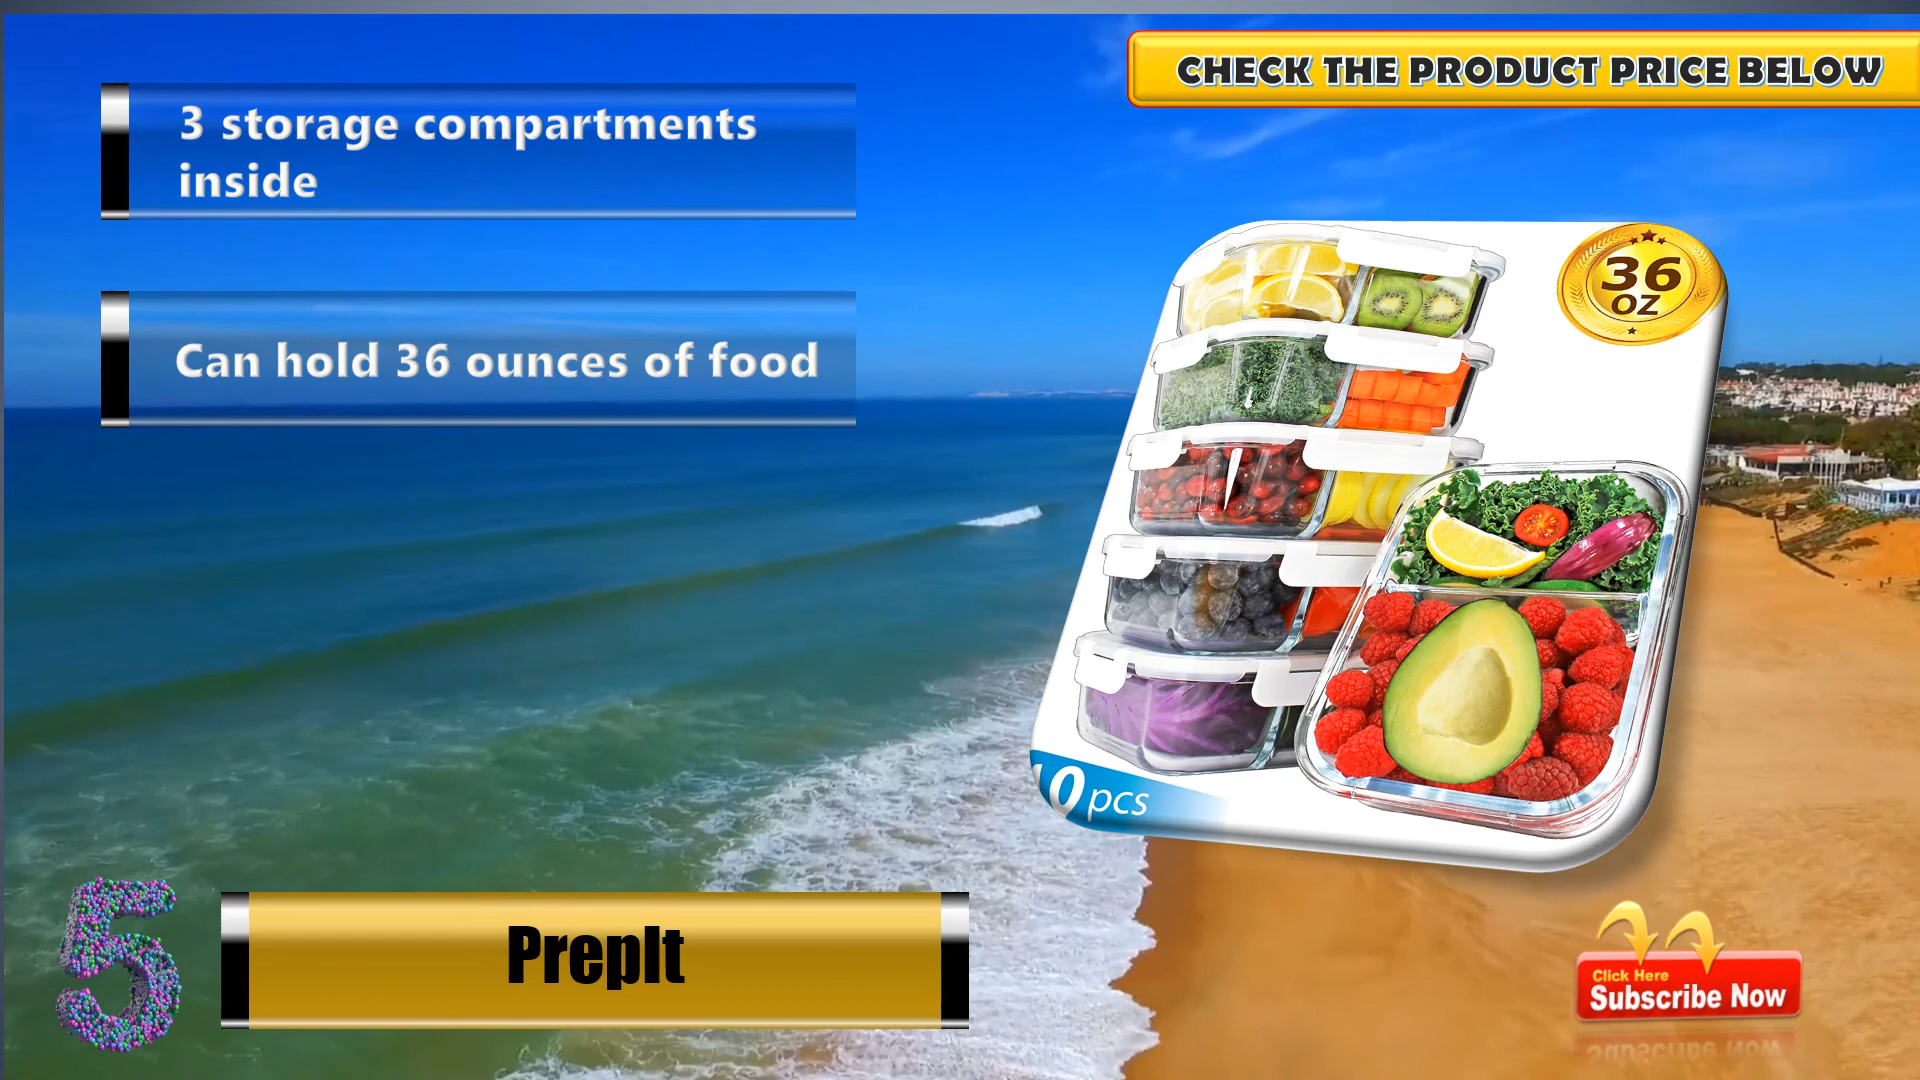 CHECK THE PRODUCT PRICE BELOW
3 storage compartments
inside
Can hold 36 ounces of food
36
OZ
10 pcs
5
PrepIt
Click Here
Subscribe Now